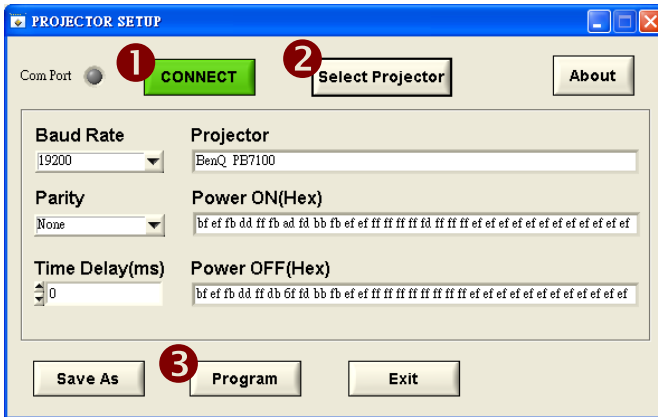 PROJECTOR SETUP
1 2
Com Port CONNECT Select Projector About
Baud Rate Projector
19200 BenQ PB7100
Parity Power ON(Hex)
None bf ef fb dd ff fb ad fd bb fb ef ef ff ff ff ff fd ff ff ff ef ef ef ef ef ef ef ef ef ef ef
Time Delay(ms) Power OFF(Hex)
0 bf ef fb dd ff db 6f fd bb fb ef ef ff ff ff ff ff ff ff ff ef ef ef ef ef ef ef ef ef ef ef
3
Save As Program Exit